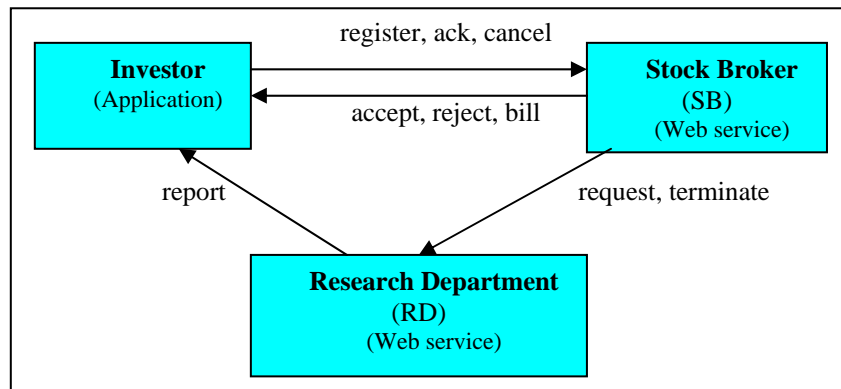 register, ack, cancel
Investor
(Application)
Stock Broker
(SB)
(Web service)
accept, reject, bill
report
request, terminate
Research Department
(RD)
(Web service)